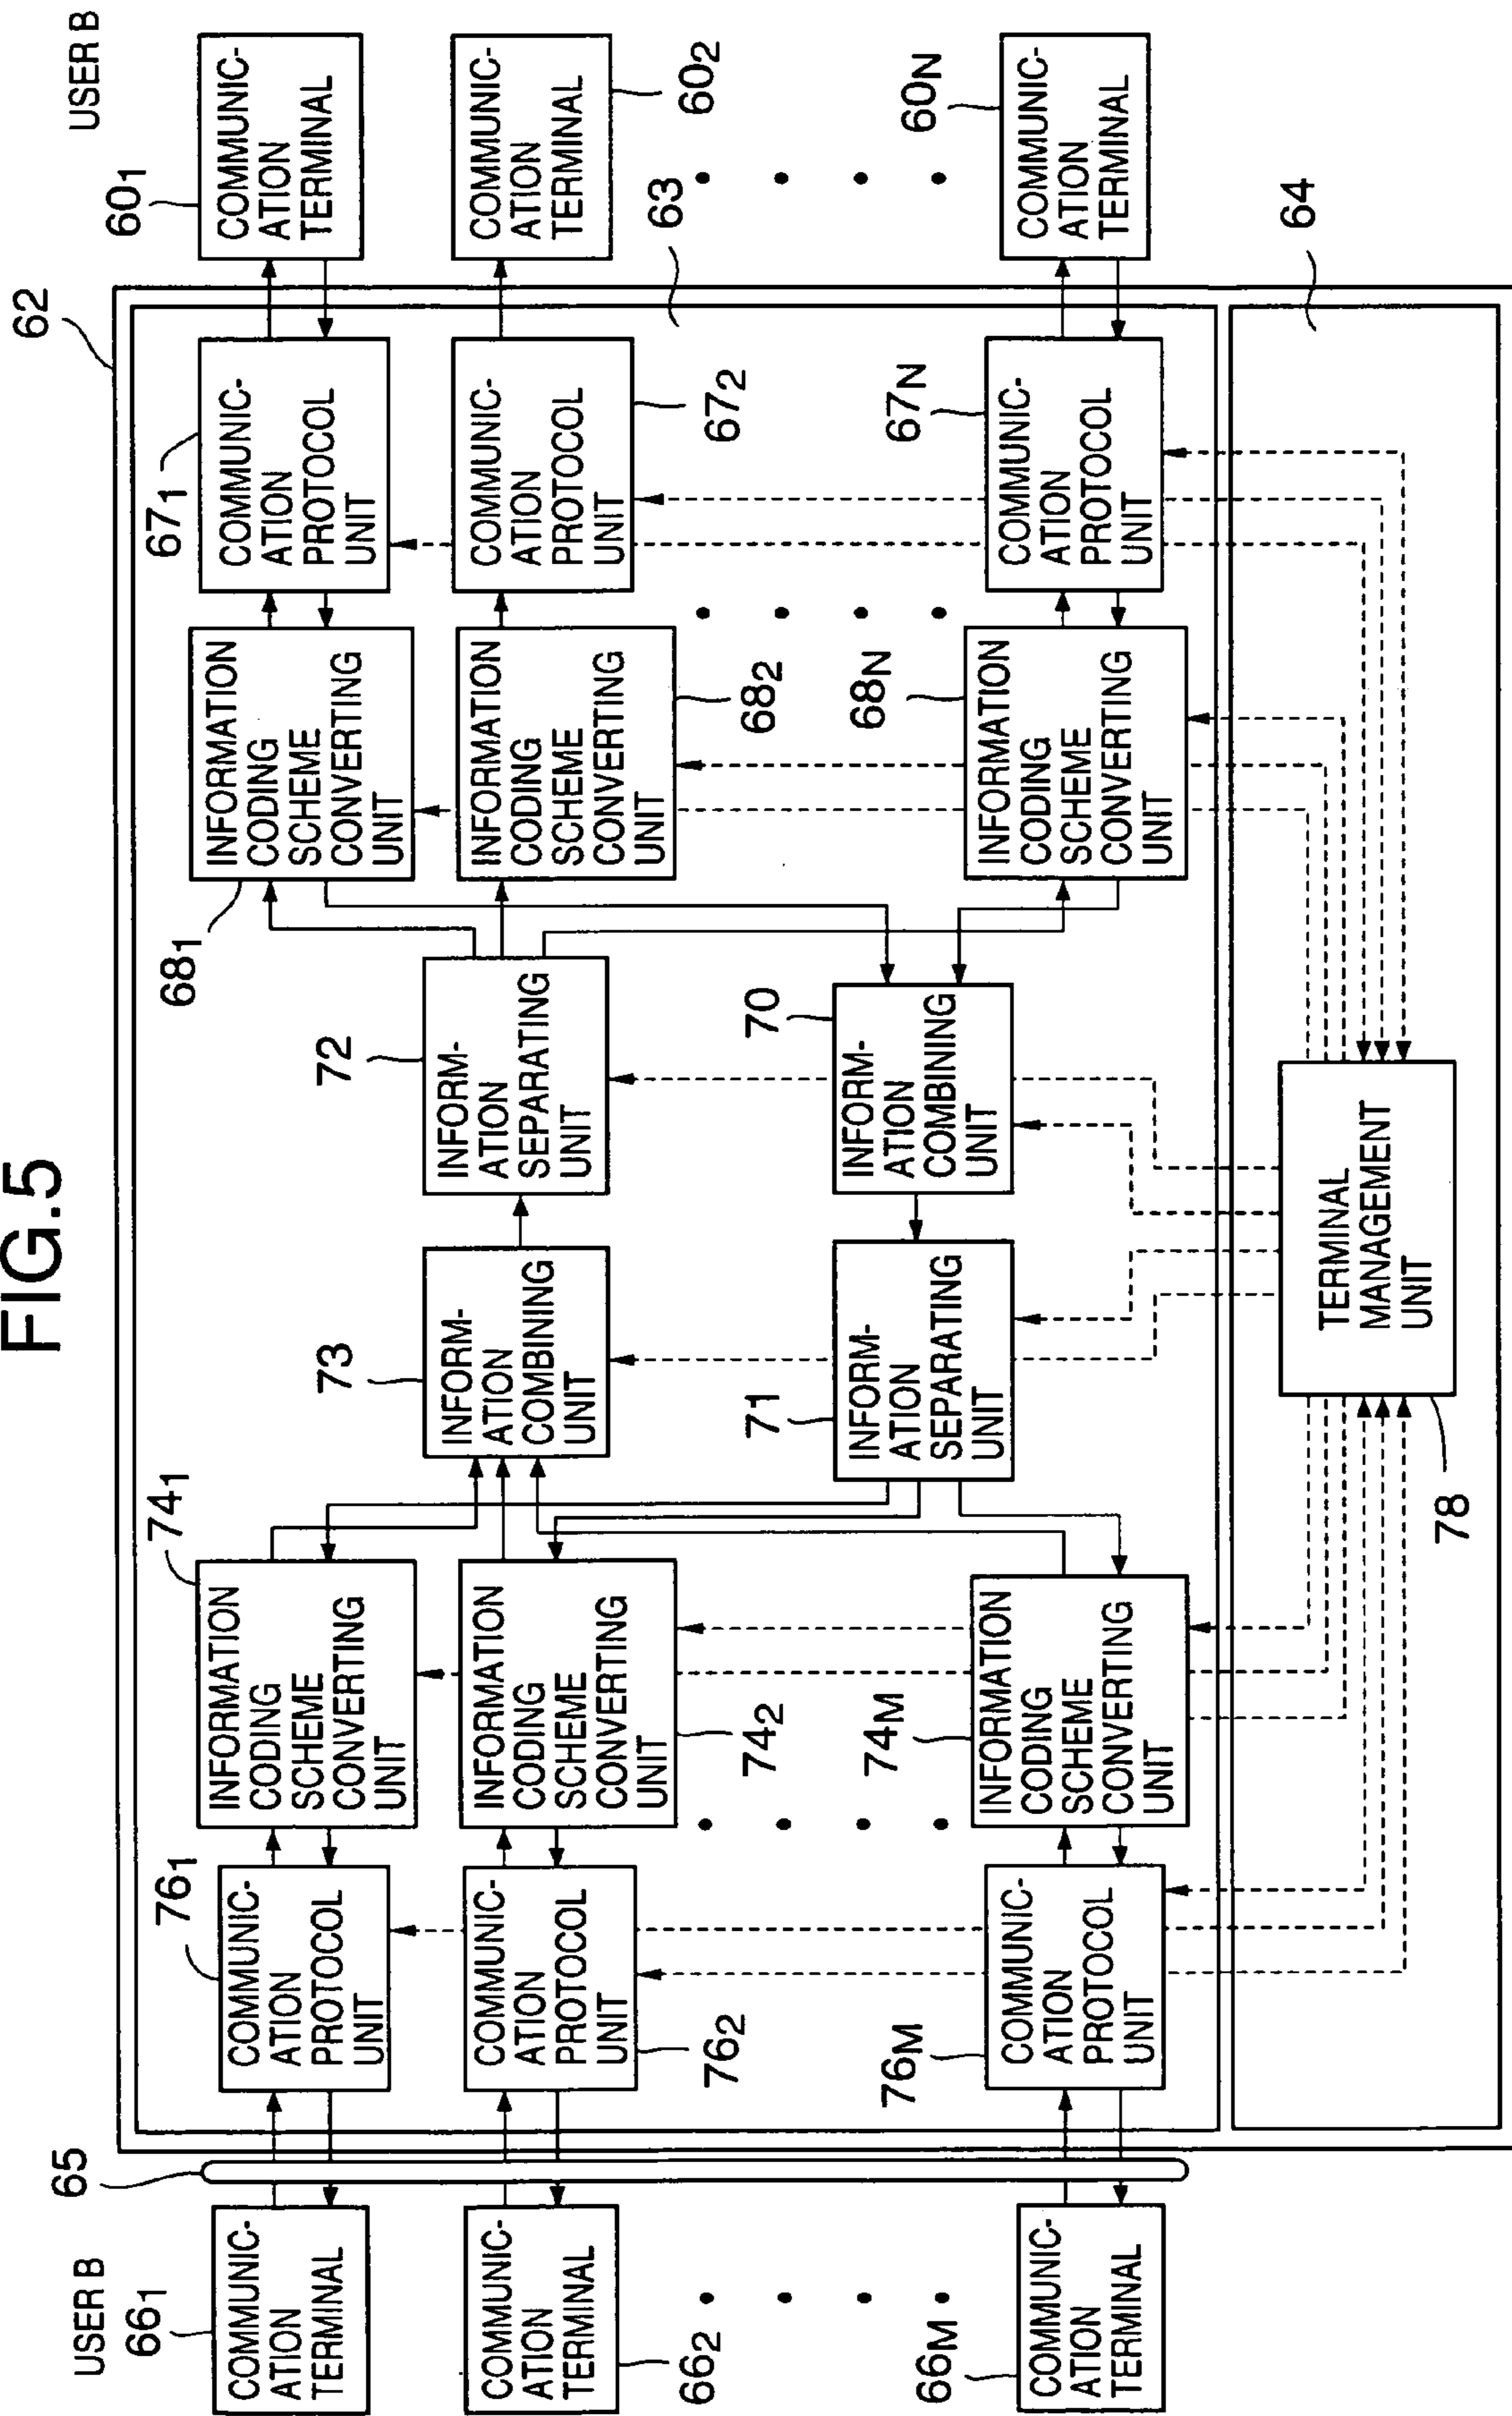 FIG.5
USER B
66₁
COMMUNIC-
ATION
TERMINAL
66₂
COMMUNIC-
ATION
TERMINAL
66M
COMMUNIC-
ATION
TERMINAL
65
76₁
COMMUNIC-
ATION
PROTOCOL
UNIT
76₂
COMMUNIC-
ATION
PROTOCOL
UNIT
76M
COMMUNIC-
ATION
PROTOCOL
UNIT
74₁
INFORMATION
CODING
SCHEME
CONVERTING
UNIT
74₂
INFORMATION
CODING
SCHEME
CONVERTING
UNIT
74M
INFORMATION
CODING
SCHEME
CONVERTING
UNIT
73
INFORM-
ATION
COMBINING
UNIT
71
INFORM-
ATION
SEPARATING
UNIT
72
INFORM-
ATION
SEPARATING
UNIT
70
INFORM-
ATION
COMBINING
UNIT
68₁
INFORMATION
CODING
SCHEME
CONVERTING
UNIT
68₂
INFORMATION
CODING
SCHEME
CONVERTING
UNIT
68N
INFORMATION
CODING
SCHEME
CONVERTING
UNIT
67₁
COMMUNIC-
ATION
PROTOCOL
UNIT
67₂
COMMUNIC-
ATION
PROTOCOL
UNIT
67N
COMMUNIC-
ATION
PROTOCOL
UNIT
62
63
64
USER B
60₁
COMMUNIC-
ATION
TERMINAL
60₂
COMMUNIC-
ATION
TERMINAL
60N
COMMUNIC-
ATION
TERMINAL
78
TERMINAL
MANAGEMENT
UNIT